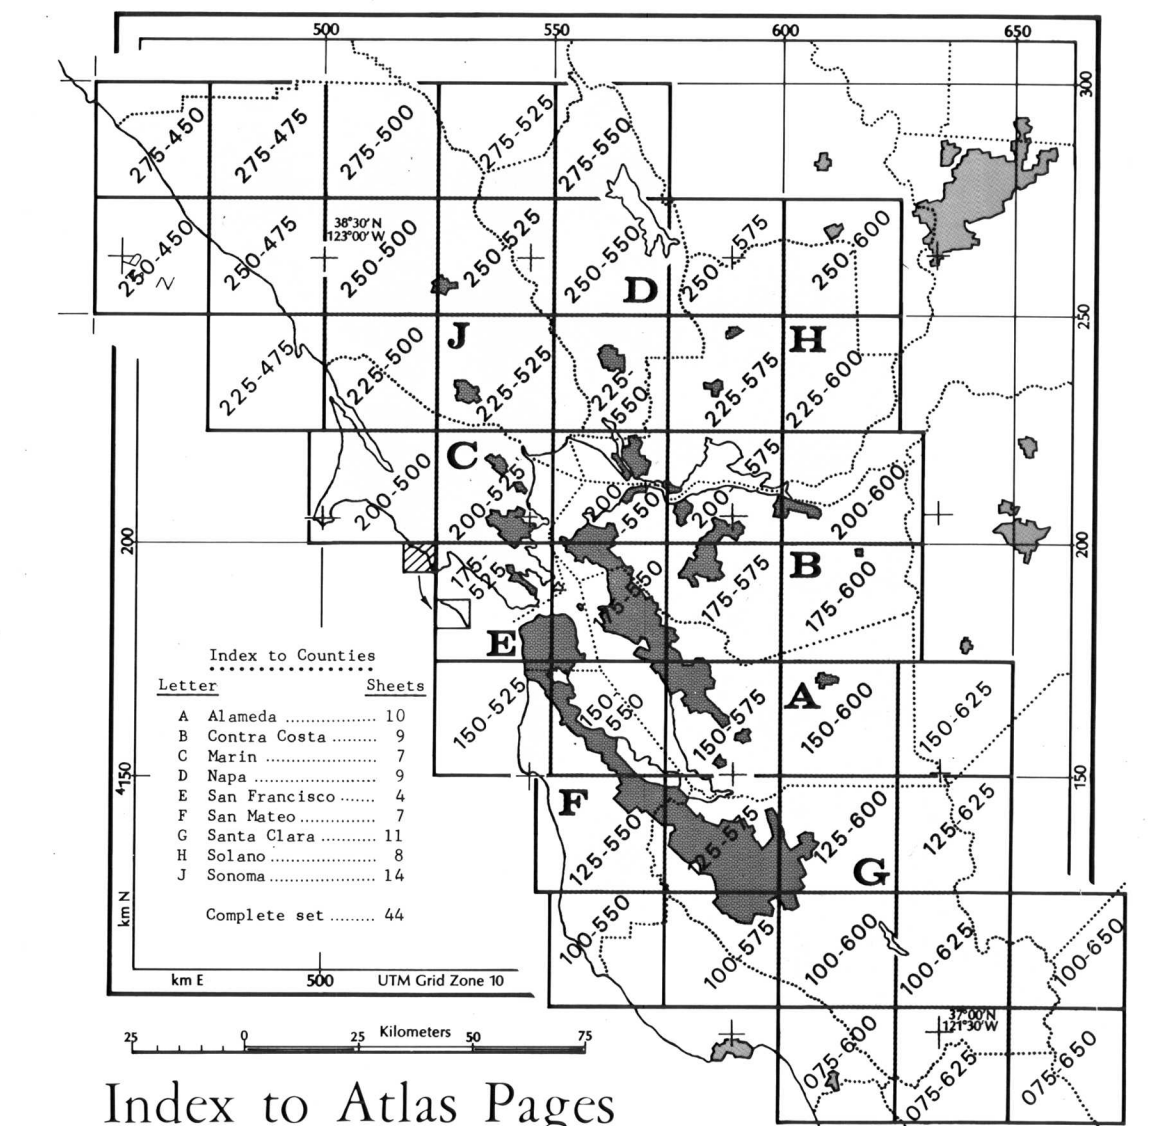 500 550 600 650
300
275-450 275-475 275-500 275-525 275-550
38°30'N
123°00'W
250-450 250-475 250-500 250-525 250-550 250-575 250-600
D
250
J H
225-475 225-500 225-525 225-550 225-575 225-600
C
200-500 200-525 200-550 200-575 200-600
200 200
B
175-525 175-550 175-575 175-600
E
Index to Counties
Letter Sheets
A Alameda .................. 10
B Contra Costa ......... 9
C Marin ...................... 7
D Napa ........................ 9
E San Francisco ....... 4
F San Mateo ............... 7
G Santa Clara ............ 11
H Solano ..................... 8
J Sonoma ..................... 14
Complete set ......... 44
A
150-525 150-550 150-575 150-600 150-625
4150 150
F
125-550 125-575 125-600 125-625
G
km N
100-550 100-575 100-600 100-625 100-650
km E 500 UTM Grid Zone 10
37°00'N
121°30'W
075-600 075-625 075-650
Kilometers
25 0 25 50 75
Index to Atlas Pages